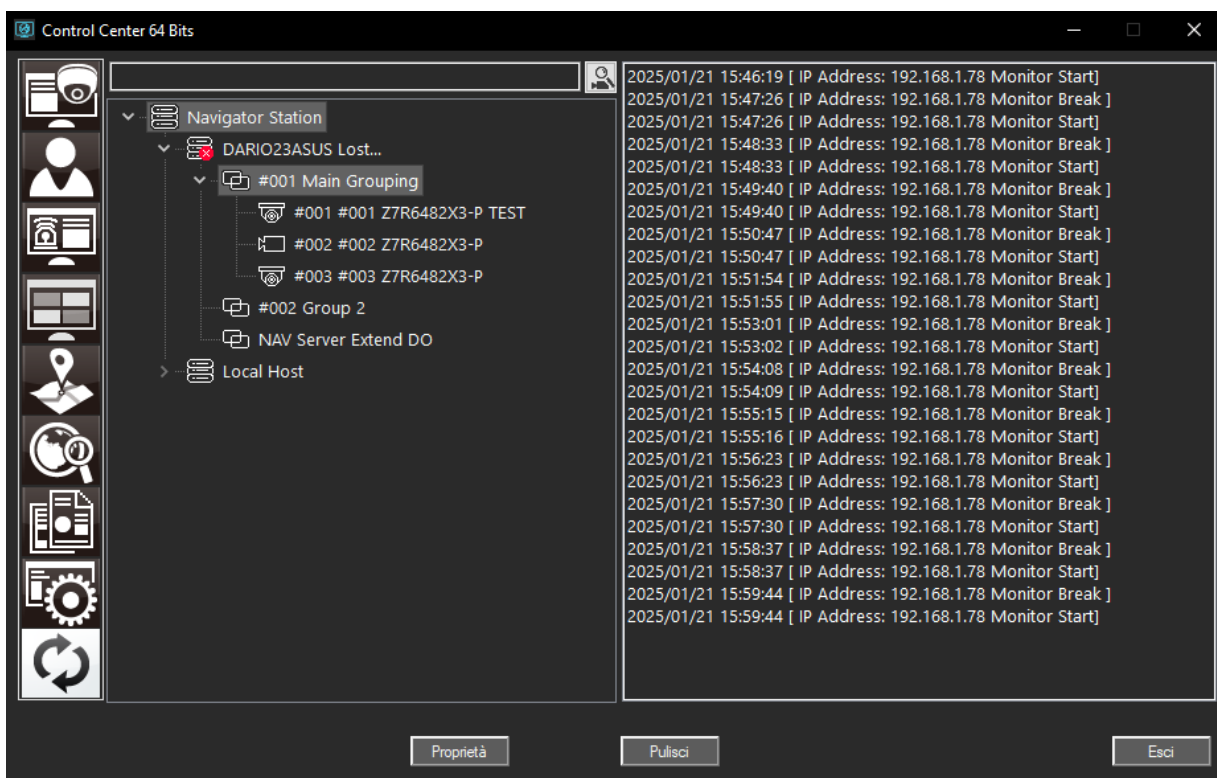 Control Center 64 Bits
Navigator Station
DARIO23ASUS Lost...
#001 Main Grouping
#001 #001 Z7R6482X3-P TEST
#002 #002 Z7R6482X3-P
#003 #003 Z7R6482X3-P
#002 Group 2
NAV Server Extend DO
Local Host
2025/01/21 15:46:19 [ IP Address: 192.168.1.78 Monitor Start]
2025/01/21 15:47:26 [ IP Address: 192.168.1.78 Monitor Break ]
2025/01/21 15:47:26 [ IP Address: 192.168.1.78 Monitor Start]
2025/01/21 15:48:33 [ IP Address: 192.168.1.78 Monitor Break ]
2025/01/21 15:48:33 [ IP Address: 192.168.1.78 Monitor Start]
2025/01/21 15:49:40 [ IP Address: 192.168.1.78 Monitor Break ]
2025/01/21 15:49:40 [ IP Address: 192.168.1.78 Monitor Start]
2025/01/21 15:50:47 [ IP Address: 192.168.1.78 Monitor Break ]
2025/01/21 15:50:47 [ IP Address: 192.168.1.78 Monitor Start]
2025/01/21 15:51:54 [ IP Address: 192.168.1.78 Monitor Break ]
2025/01/21 15:51:55 [ IP Address: 192.168.1.78 Monitor Start]
2025/01/21 15:53:01 [ IP Address: 192.168.1.78 Monitor Break ]
2025/01/21 15:53:02 [ IP Address: 192.168.1.78 Monitor Start]
2025/01/21 15:54:08 [ IP Address: 192.168.1.78 Monitor Break ]
2025/01/21 15:54:09 [ IP Address: 192.168.1.78 Monitor Start]
2025/01/21 15:55:15 [ IP Address: 192.168.1.78 Monitor Break ]
2025/01/21 15:55:16 [ IP Address: 192.168.1.78 Monitor Start]
2025/01/21 15:56:23 [ IP Address: 192.168.1.78 Monitor Break ]
2025/01/21 15:56:23 [ IP Address: 192.168.1.78 Monitor Start]
2025/01/21 15:57:30 [ IP Address: 192.168.1.78 Monitor Break ]
2025/01/21 15:57:30 [ IP Address: 192.168.1.78 Monitor Start]
2025/01/21 15:58:37 [ IP Address: 192.168.1.78 Monitor Break ]
2025/01/21 15:58:37 [ IP Address: 192.168.1.78 Monitor Start]
2025/01/21 15:59:44 [ IP Address: 192.168.1.78 Monitor Break ]
2025/01/21 15:59:44 [ IP Address: 192.168.1.78 Monitor Start]
Proprietà
Pulisci
Esci